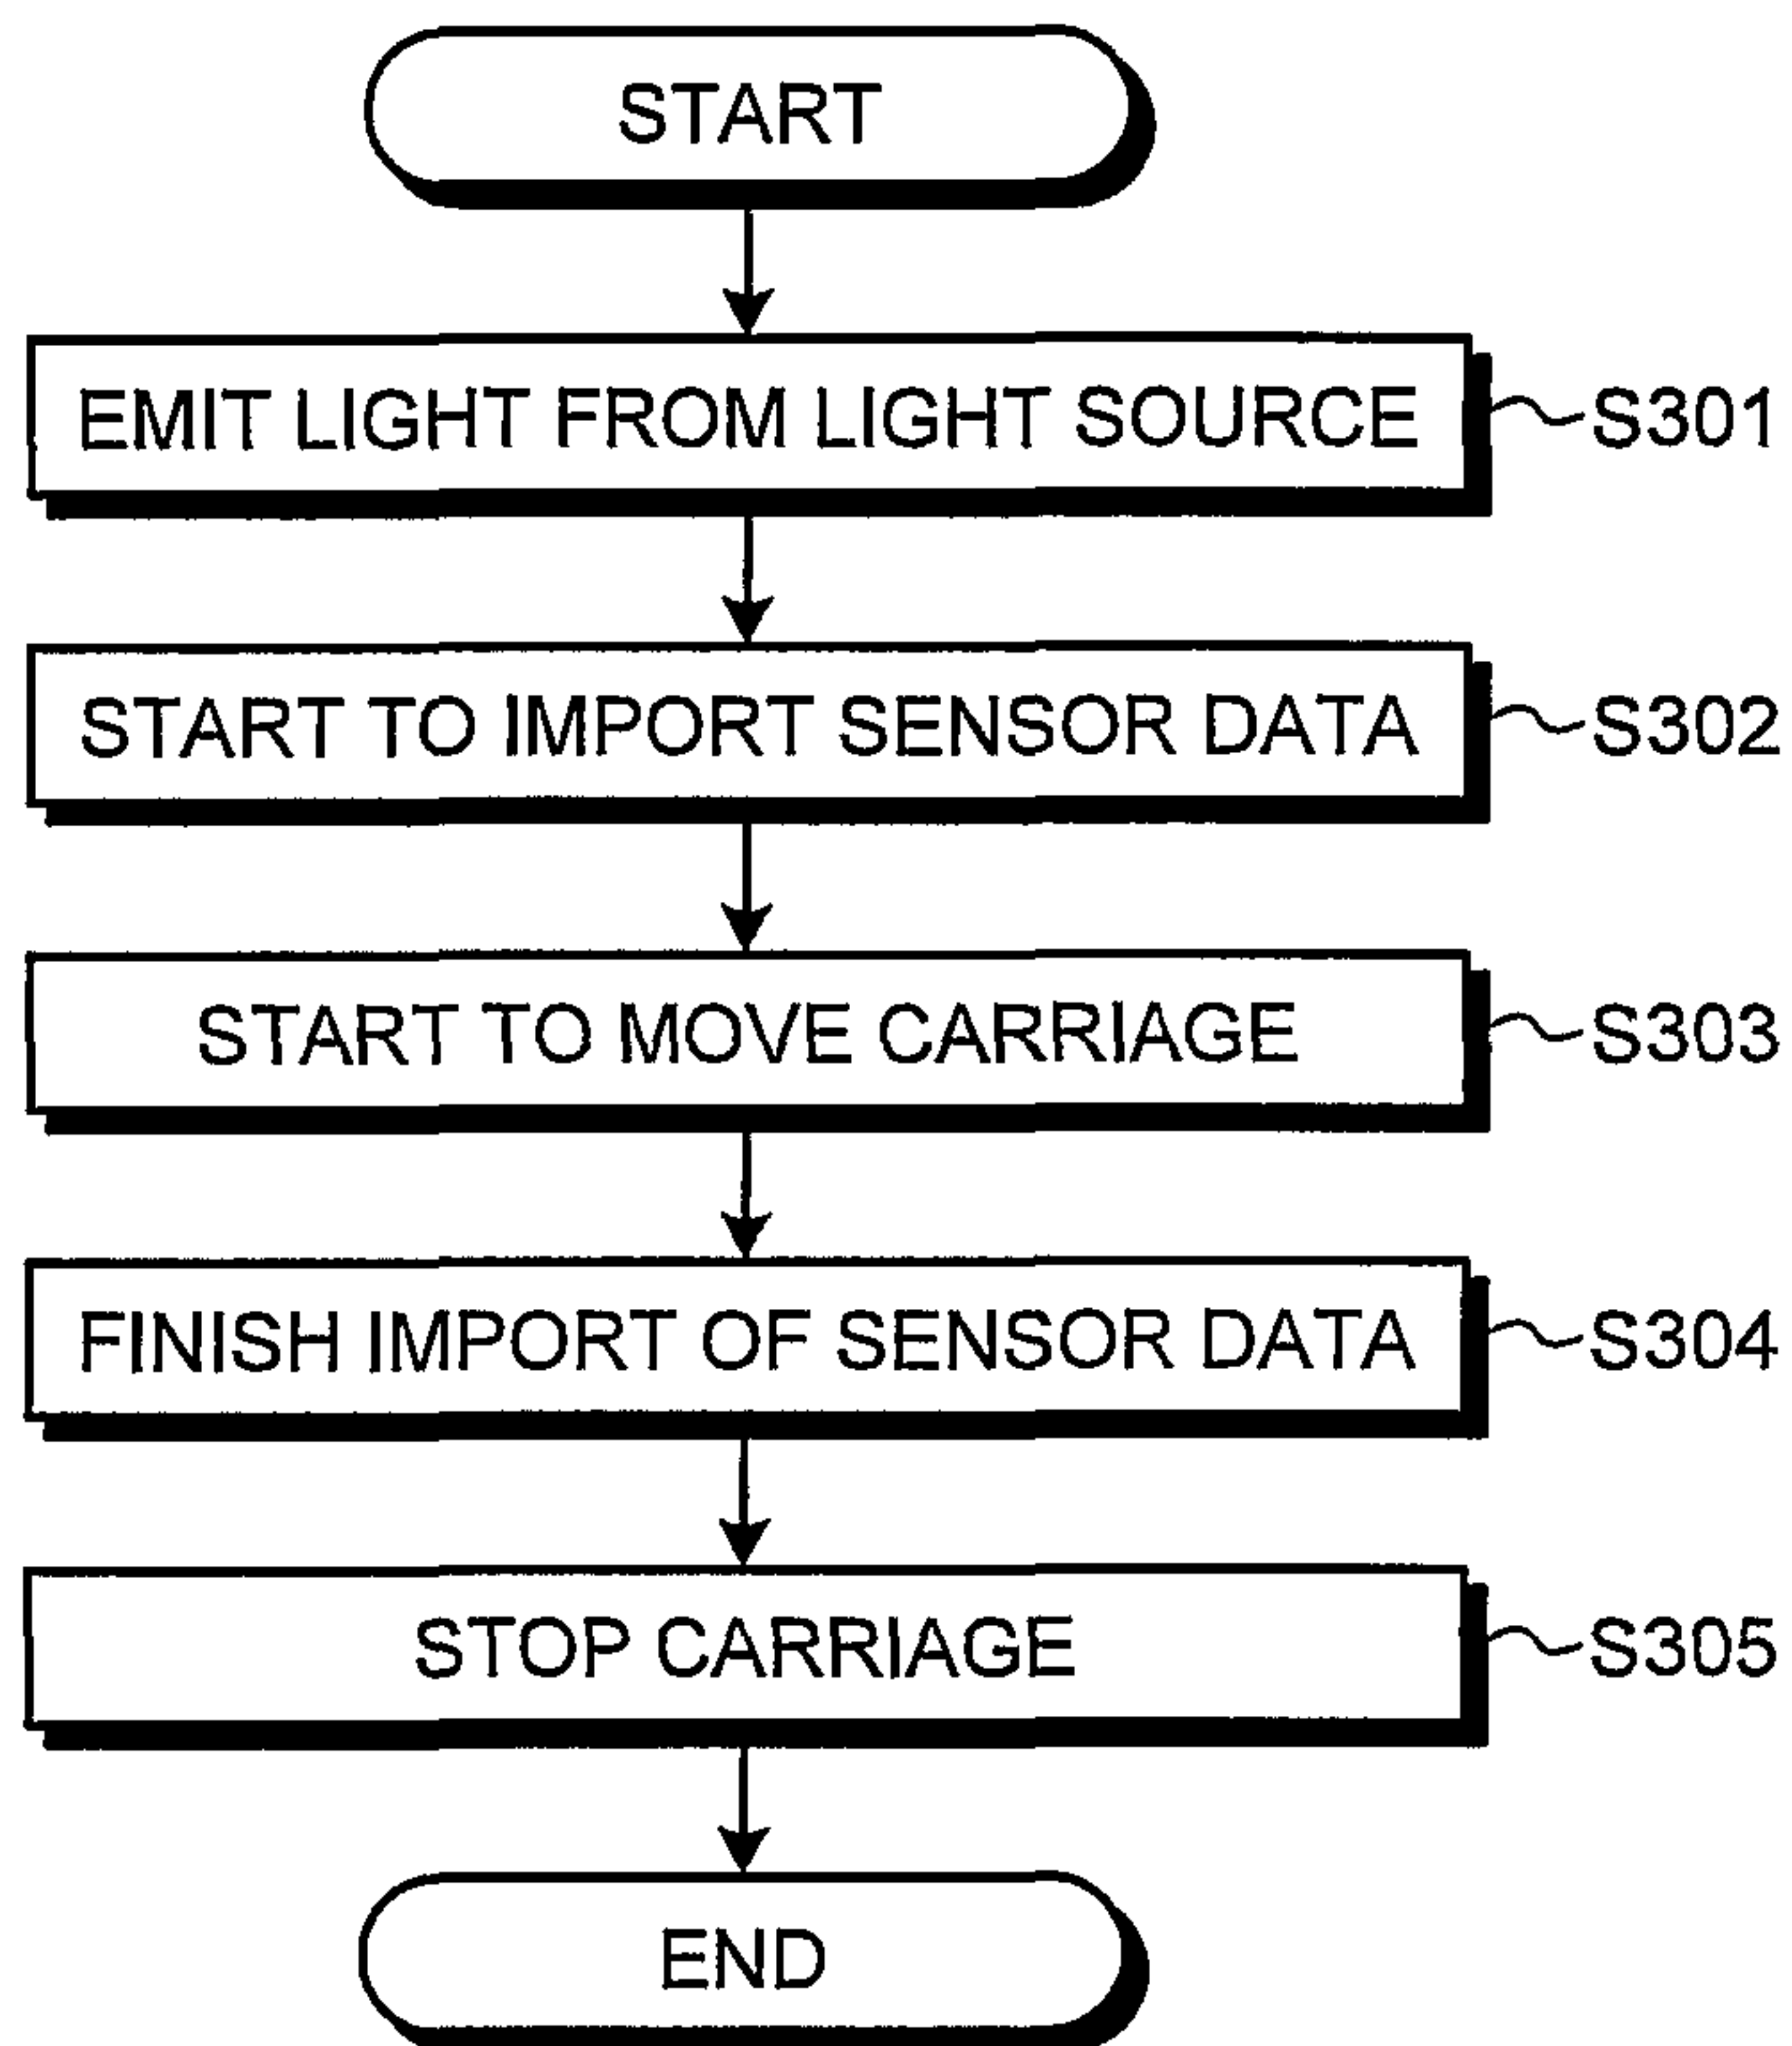 START
EMIT LIGHT FROM LIGHT SOURCE S301
START TO IMPORT SENSOR DATA S302
START TO MOVE CARRIAGE S303
FINISH IMPORT OF SENSOR DATA S304
STOP CARRIAGE S305
END